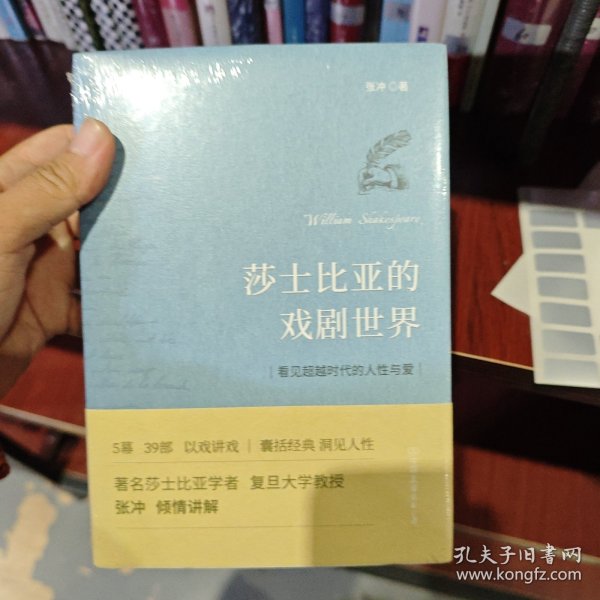 张冲 ◎ 著
William Shakespeare
莎士比亚的
戏剧世界
| 看见超越时代的人性与爱 |
5幕 39部 以戏讲戏 | 囊括经典 洞见人性
著名莎士比亚学者 复旦大学教授
张冲 倾情讲解
孔夫子旧书网
www.kongfz.com